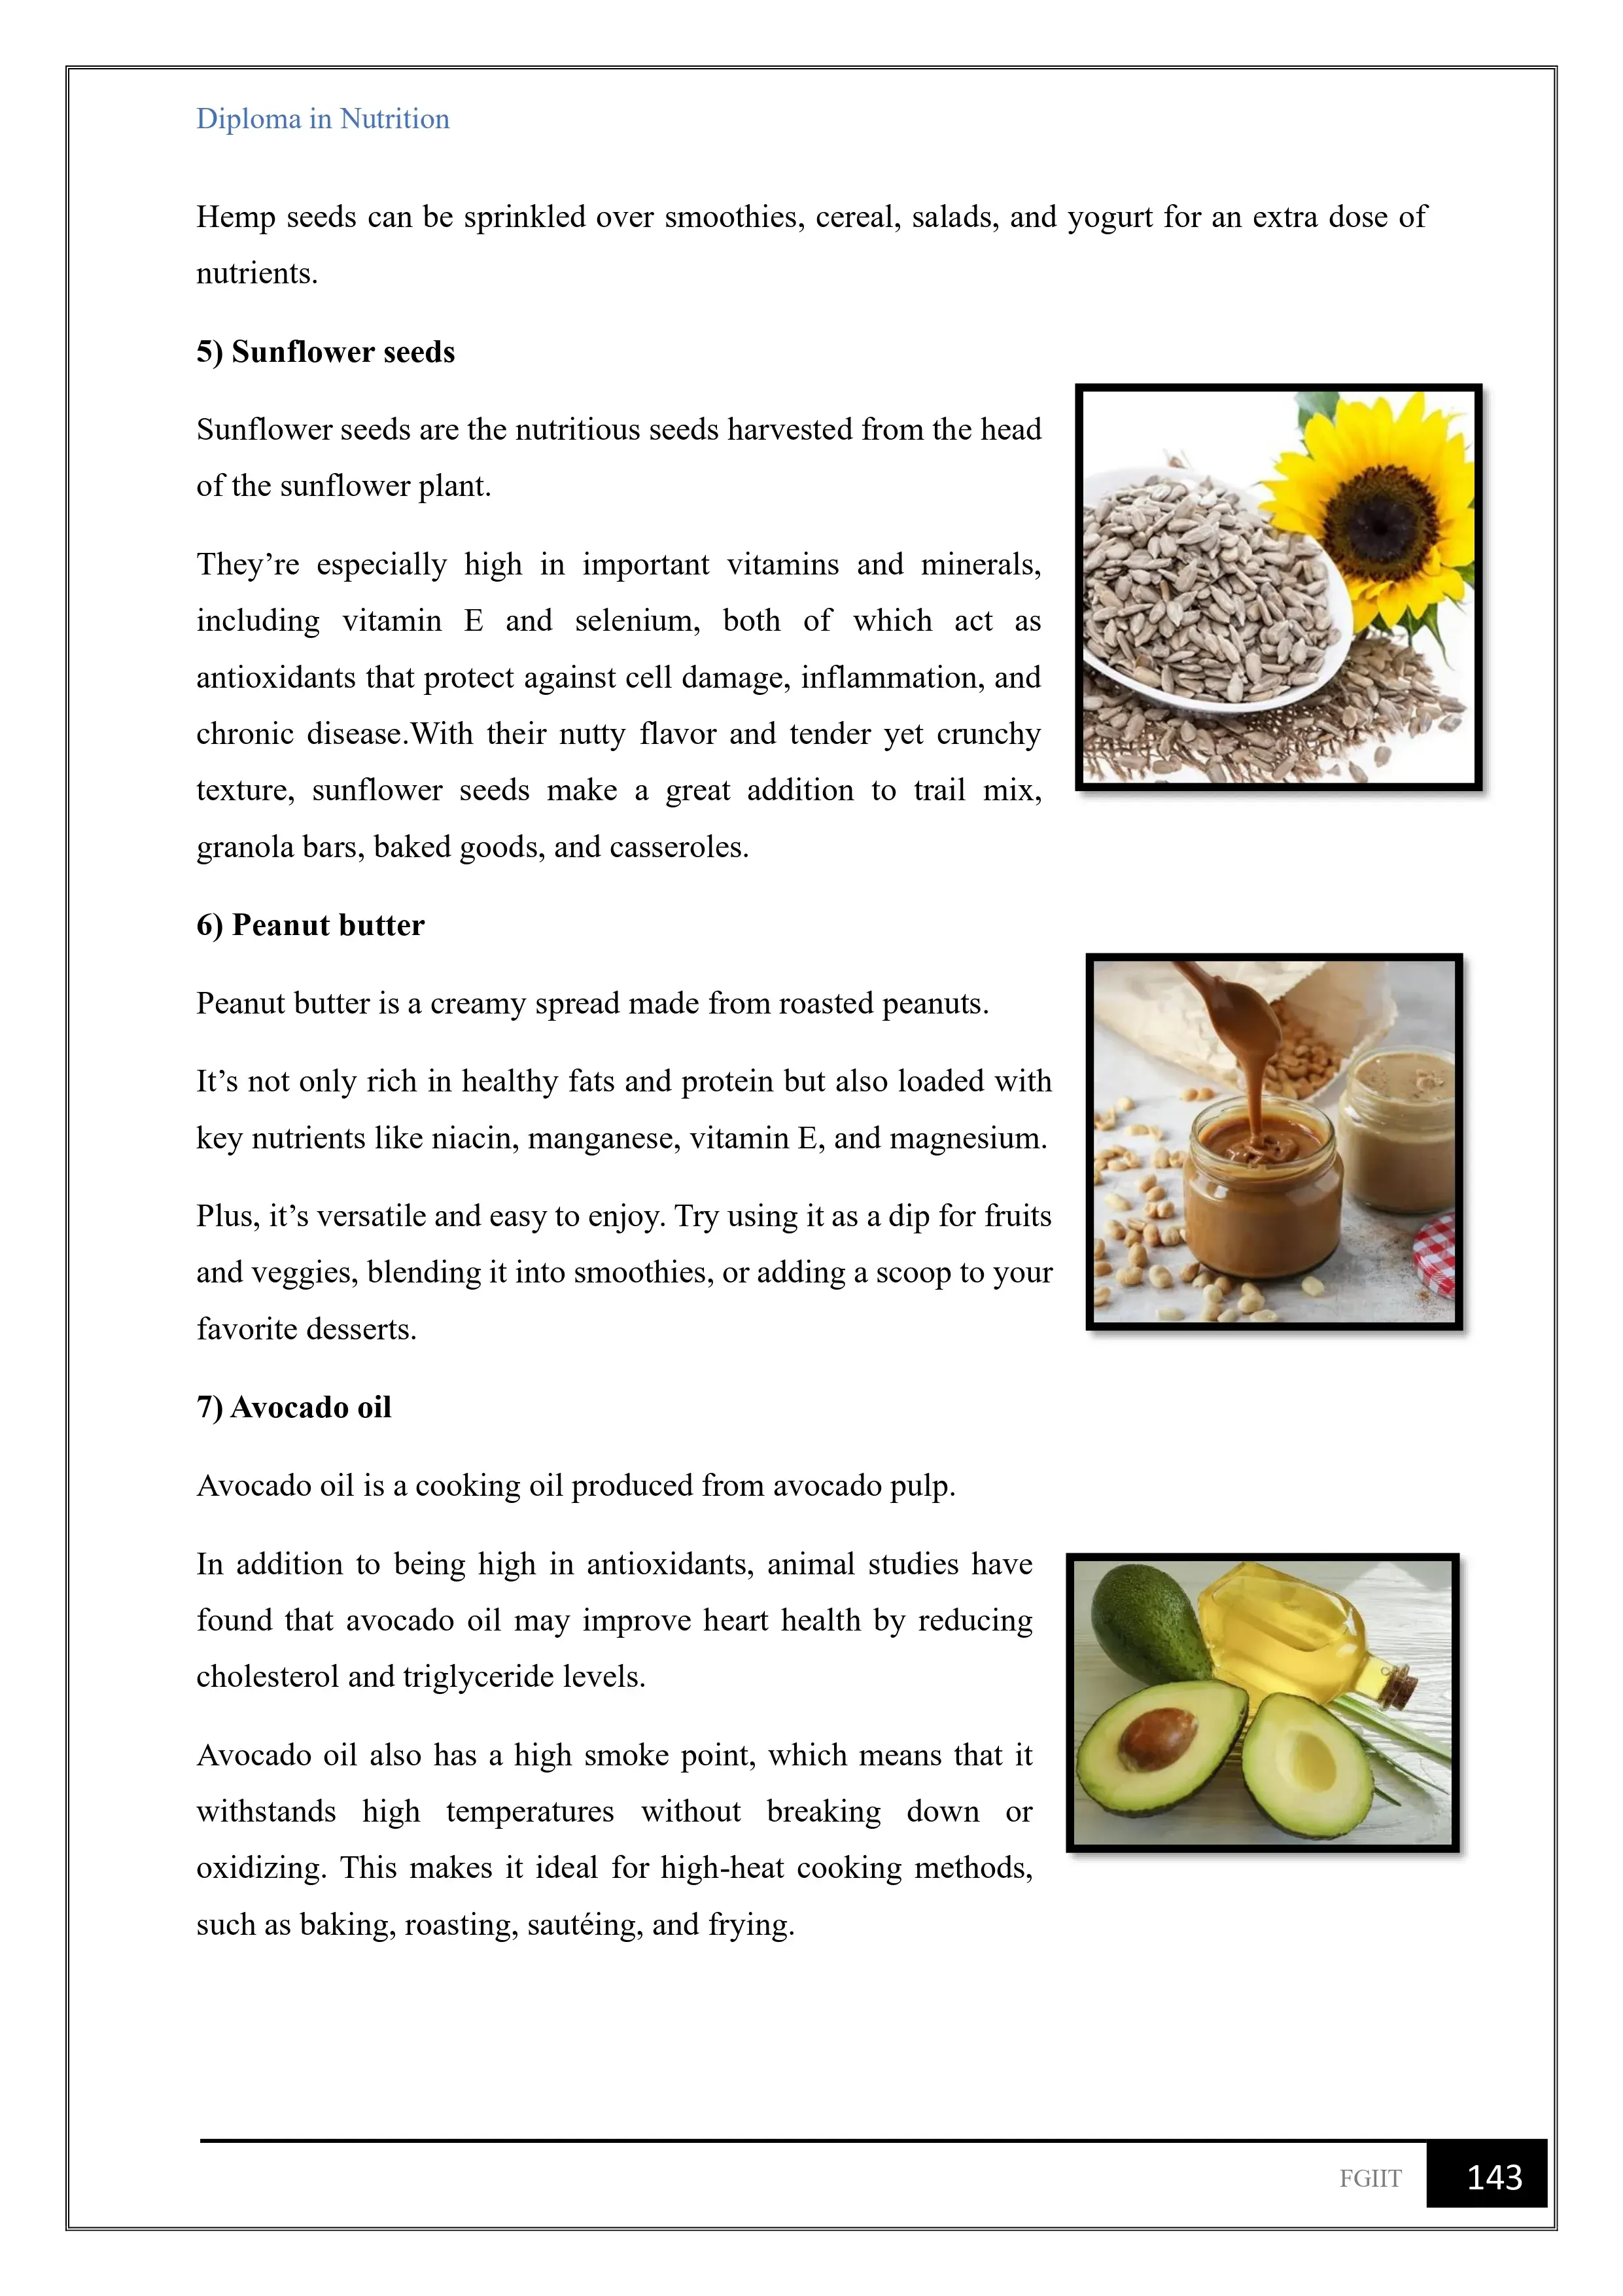 Diploma in Nutrition
Hemp seeds can be sprinkled over smoothies, cereal, salads, and yogurt for an extra dose of
nutrients.
5) Sunflower seeds
Sunflower seeds are the nutritious seeds harvested from the head
of the sunflower plant.
They’re especially high in important vitamins and minerals,
including vitamin E and selenium, both of which act as
antioxidants that protect against cell damage, inflammation, and
chronic disease.With their nutty flavor and tender yet crunchy
texture, sunflower seeds make a great addition to trail mix,
granola bars, baked goods, and casseroles.
6) Peanut butter
Peanut butter is a creamy spread made from roasted peanuts.
It’s not only rich in healthy fats and protein but also loaded with
key nutrients like niacin, manganese, vitamin E, and magnesium.
Plus, it’s versatile and easy to enjoy. Try using it as a dip for fruits
and veggies, blending it into smoothies, or adding a scoop to your
favorite desserts.
7) Avocado oil
Avocado oil is a cooking oil produced from avocado pulp.
In addition to being high in antioxidants, animal studies have
found that avocado oil may improve heart health by reducing
cholesterol and triglyceride levels.
Avocado oil also has a high smoke point, which means that it
withstands high temperatures without breaking down or
oxidizing. This makes it ideal for high-heat cooking methods,
such as baking, roasting, sautéing, and frying.
FGIIT 143